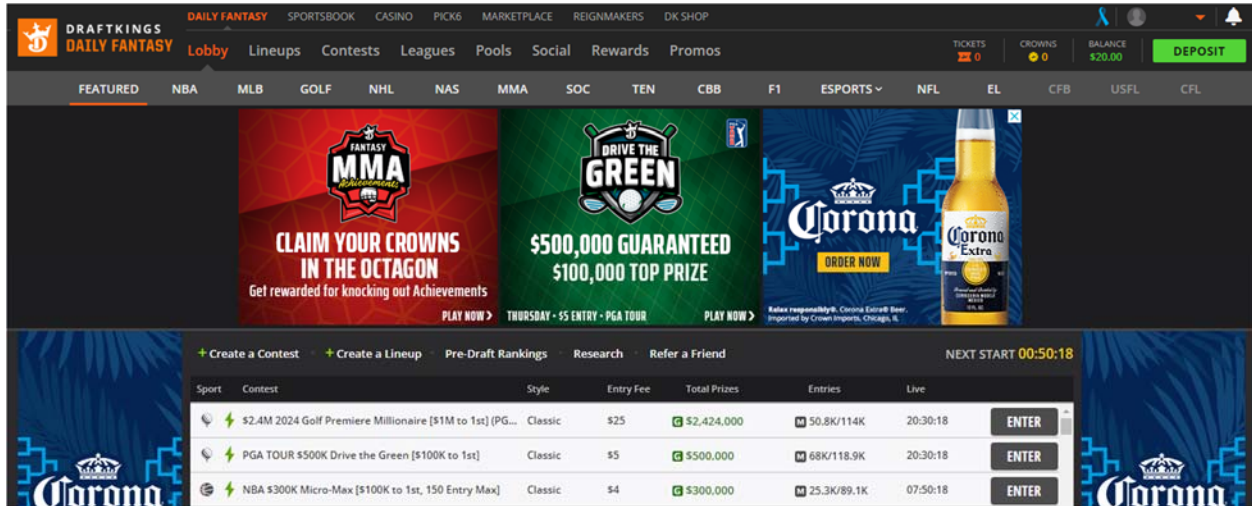 DRAFTKINGS
DAILY FANTASY
DAILY FANTASY SPORTSBOOK CASINO PICK6 MARKETPLACE REIGNMAKERS DK SHOP
Lobby Lineups Contests Leagues Pools Social Rewards Promos
TICKETS CROWNS BALANCE
0 0 $20.00 DEPOSIT
FEATURED NBA MLB GOLF NHL NAS MMA SOC TEN CBB F1 ESPORTS NFL EL CFB USFL CFL
FANTASY
MMA
Achievements
CLAIM YOUR CROWNS
IN THE OCTAGON
Get rewarded for knocking out Achievements
PLAY NOW >
DRIVE THE
GREEN
$500,000 GUARANTEED
$100,000 TOP PRIZE
THURSDAY • $5 ENTRY • PGA TOUR PLAY NOW >
Corona
ORDER NOW
Relax responsibly®. Corona Extra® Beer.
Imported by Crown Imports, Chicago, IL
Corona
Extra
+ Create a Contest + Create a Lineup Pre-Draft Rankings Research Refer a Friend NEXT START 00:50:18
Sport Contest Style Entry Fee Total Prizes Entries Live
$2.4M 2024 Golf Premiere Millionaire [$1M to 1st] (PG... Classic $25 G $2,424,000 M 50.8K/114K 20:30:18 ENTER
PGA TOUR $500K Drive the Green [$100K to 1st] Classic $5 G $500,000 M 68K/118.9K 20:30:18 ENTER
NBA $300K Micro-Max [$100K to 1st, 150 Entry Max] Classic $4 G $300,000 M 25.3K/89.1K 07:50:18 ENTER
Corona
Corona